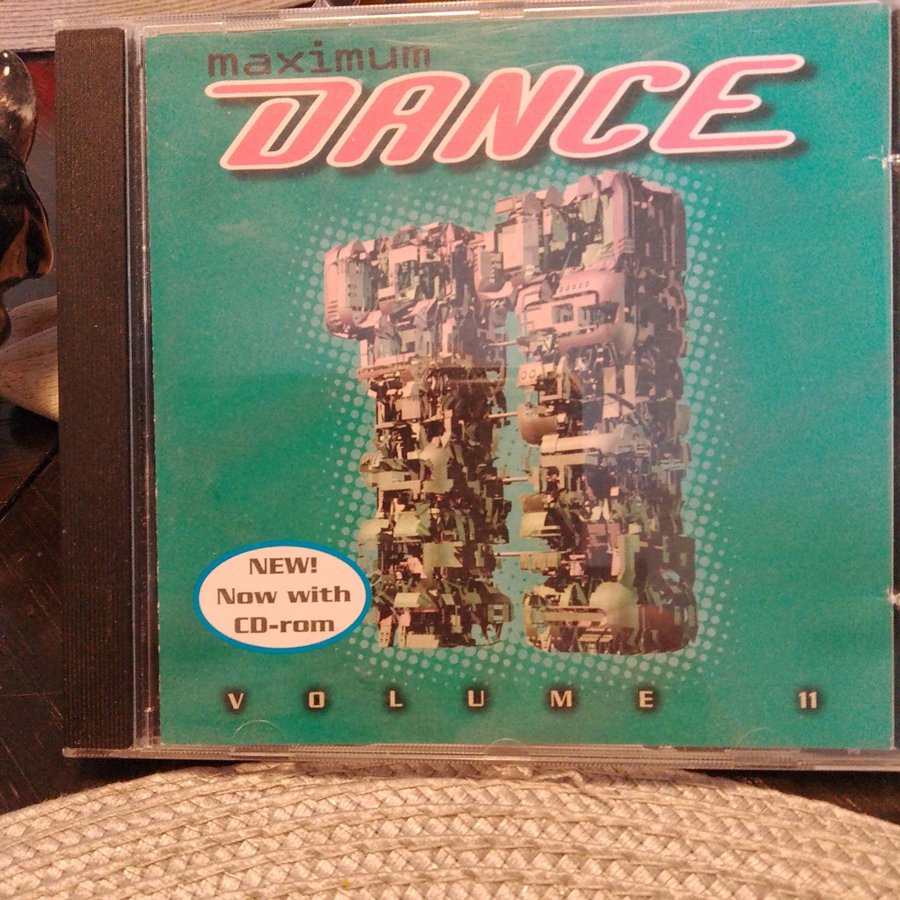 maximum
DANCE
NEW!
Now with
CD-rom
VOLUME 11